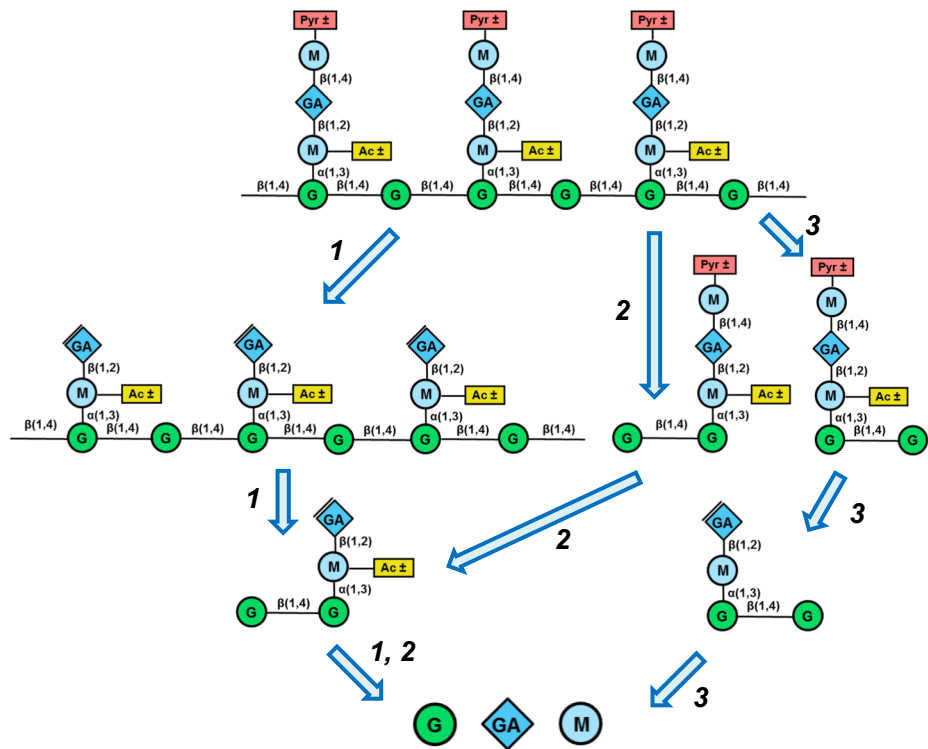 Pyr ± Pyr ± Pyr ±
M M M
β(1,4) β(1,4) β(1,4)
GA GA GA
β(1,2) β(1,2) β(1,2)
M Ac ± M Ac ± M Ac ±
α(1,3) α(1,3) α(1,3)
β(1,4) β(1,4) β(1,4) β(1,4) β(1,4) β(1,4) β(1,4)
G G G G G G
1 3
Pyr ± Pyr ±
2 M M
β(1,4) β(1,4)
GA GA GA GA GA
β(1,2) β(1,2) β(1,2) β(1,2) β(1,2)
M Ac ± M Ac ± M Ac ± M Ac ± M Ac ±
α(1,3) α(1,3) α(1,3) α(1,3) α(1,3)
β(1,4) β(1,4) β(1,4) β(1,4) β(1,4) β(1,4) β(1,4) β(1,4) β(1,4)
G G G G G G G G G G
1 2 3
GA GA
β(1,2) β(1,2)
M Ac ± M
α(1,3) α(1,3)
β(1,4) β(1,4)
G G G G
1, 2 3
G GA M